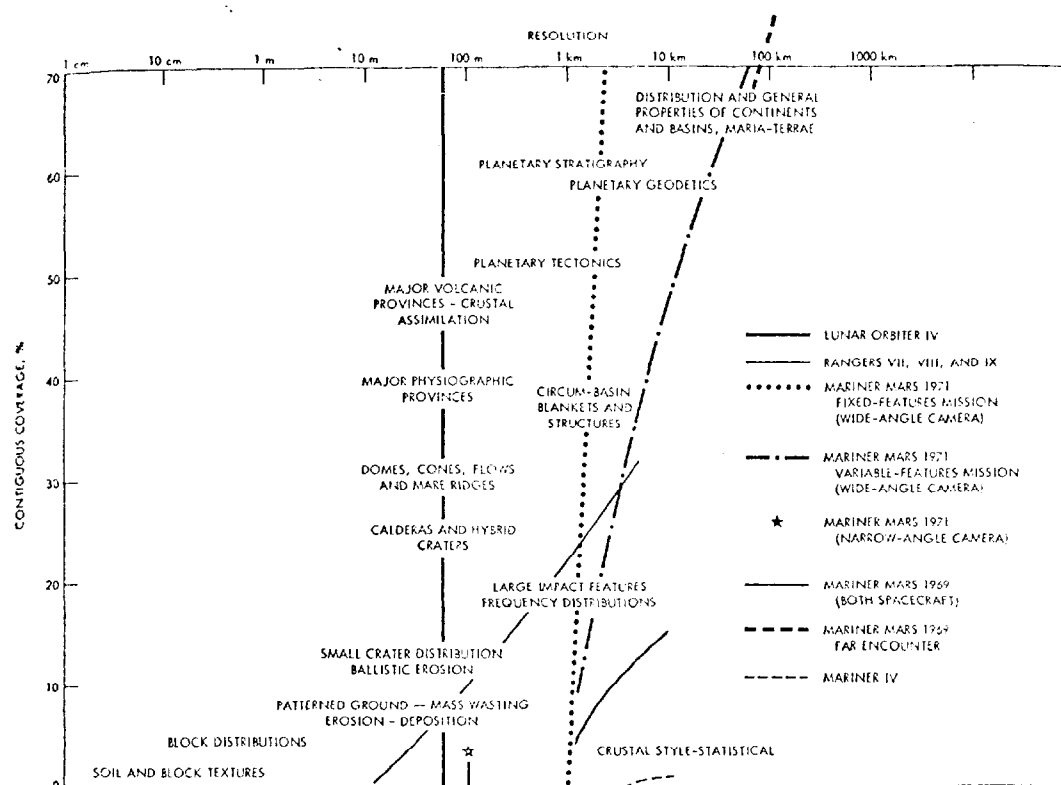 RESOLUTION
1 cm 10 cm 1 m 10 m 100 m 1 km 10 km 100 km 1000 km
70
60
50
40
30
20
10
0
CONTIGUOUS COVERAGE, %
DISTRIBUTION AND GENERAL
PROPERTIES OF CONTINENTS
AND BASINS, MARIA-TERRAE
PLANETARY STRATIGRAPHY
PLANETARY GEODETICS
PLANETARY TECTONICS
MAJOR VOLCANIC
PROVINCES - CRUSTAL
ASSIMILATION
MAJOR PHYSIOGRAPHIC
PROVINCES
CIRCUM-BASIN
BLANKETS AND
STRUCTURES
DOMES, CONES, FLOWS
AND MARE RIDGES
CALDERAS AND HYBRID
CRATERS
LARGE IMPACT FEATURES
FREQUENCY DISTRIBUTIONS
SMALL CRATER DISTRIBUTION
BALLISTIC EROSION
PATTERNED GROUND — MASS WASTING
EROSION - DEPOSITION
BLOCK DISTRIBUTIONS
CRUSTAL STYLE-STATISTICAL
SOIL AND BLOCK TEXTURES
LUNAR ORBITER IV
RANGERS VII, VIII, AND IX
MARINER MARS 1971
FIXED-FEATURES MISSION
(WIDE-ANGLE CAMERA)
MARINER MARS 1971
VARIABLE-FEATURES MISSION
(WIDE-ANGLE CAMERA)
MARINER MARS 1971
(NARROW-ANGLE CAMERA)
MARINER MARS 1969
(BOTH SPACECRAFT)
MARINER MARS 1969
FAR ENCOUNTER
MARINER IV